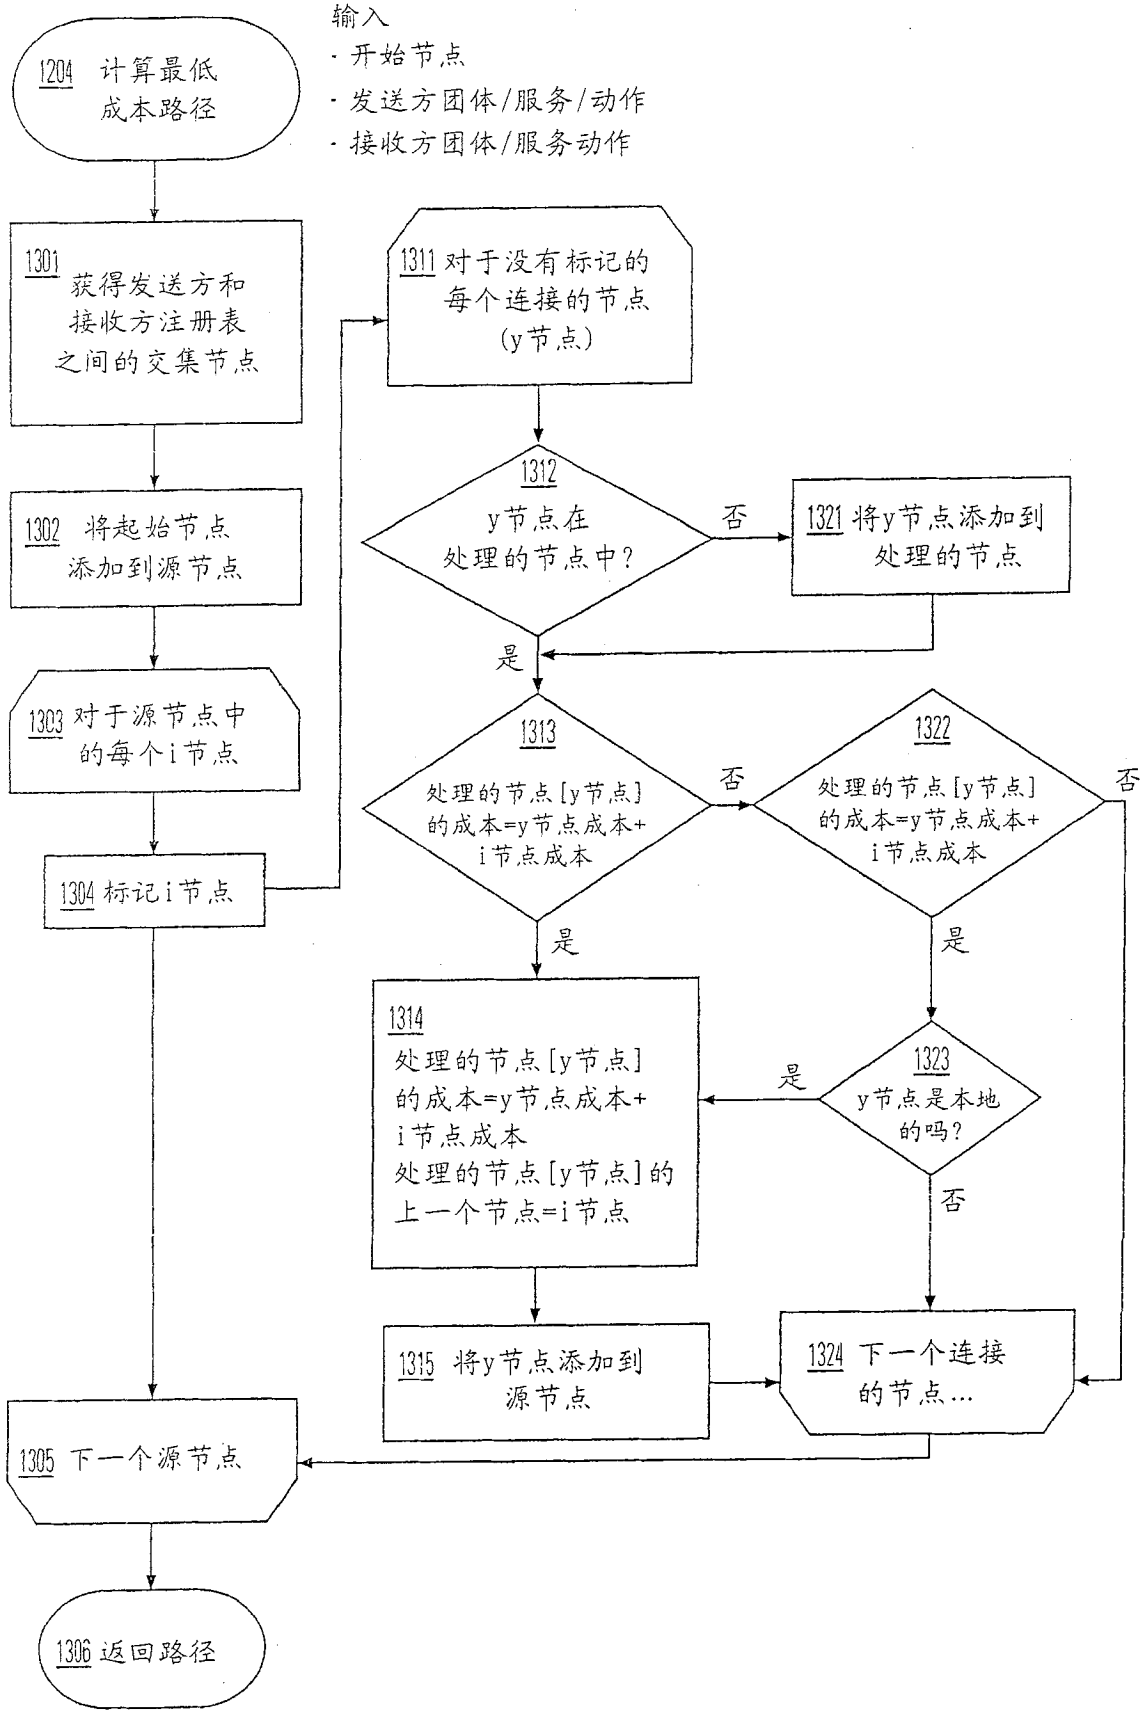 输入
· 开始节点
· 发送方团体/服务/动作
· 接收方团体/服务动作
1204 计算最低
成本路径
1301
获得发送方和
接收方注册表
之间的交集节点
1302 将起始节点
添加到源节点
1303 对于源节点中
的每个i节点
1304 标记i节点
1311 对于没有标记的
每个连接的节点
(y节点)
1312
y节点在
处理的节点中?
否
是
1321 将y节点添加到
处理的节点
1313
处理的节点[y节点]
的成本=y节点成本+
i节点成本
否
是
1322
处理的节点[y节点]
的成本=y节点成本+
i节点成本
否
是
1314
处理的节点[y节点]
的成本=y节点成本+
i节点成本
处理的节点[y节点]的
上一个节点=i节点
1323
y节点是本地
的吗?
是
否
1315 将y节点添加到
源节点
1324 下一个连接
的节点...
1305 下一个源节点
1306 返回路径